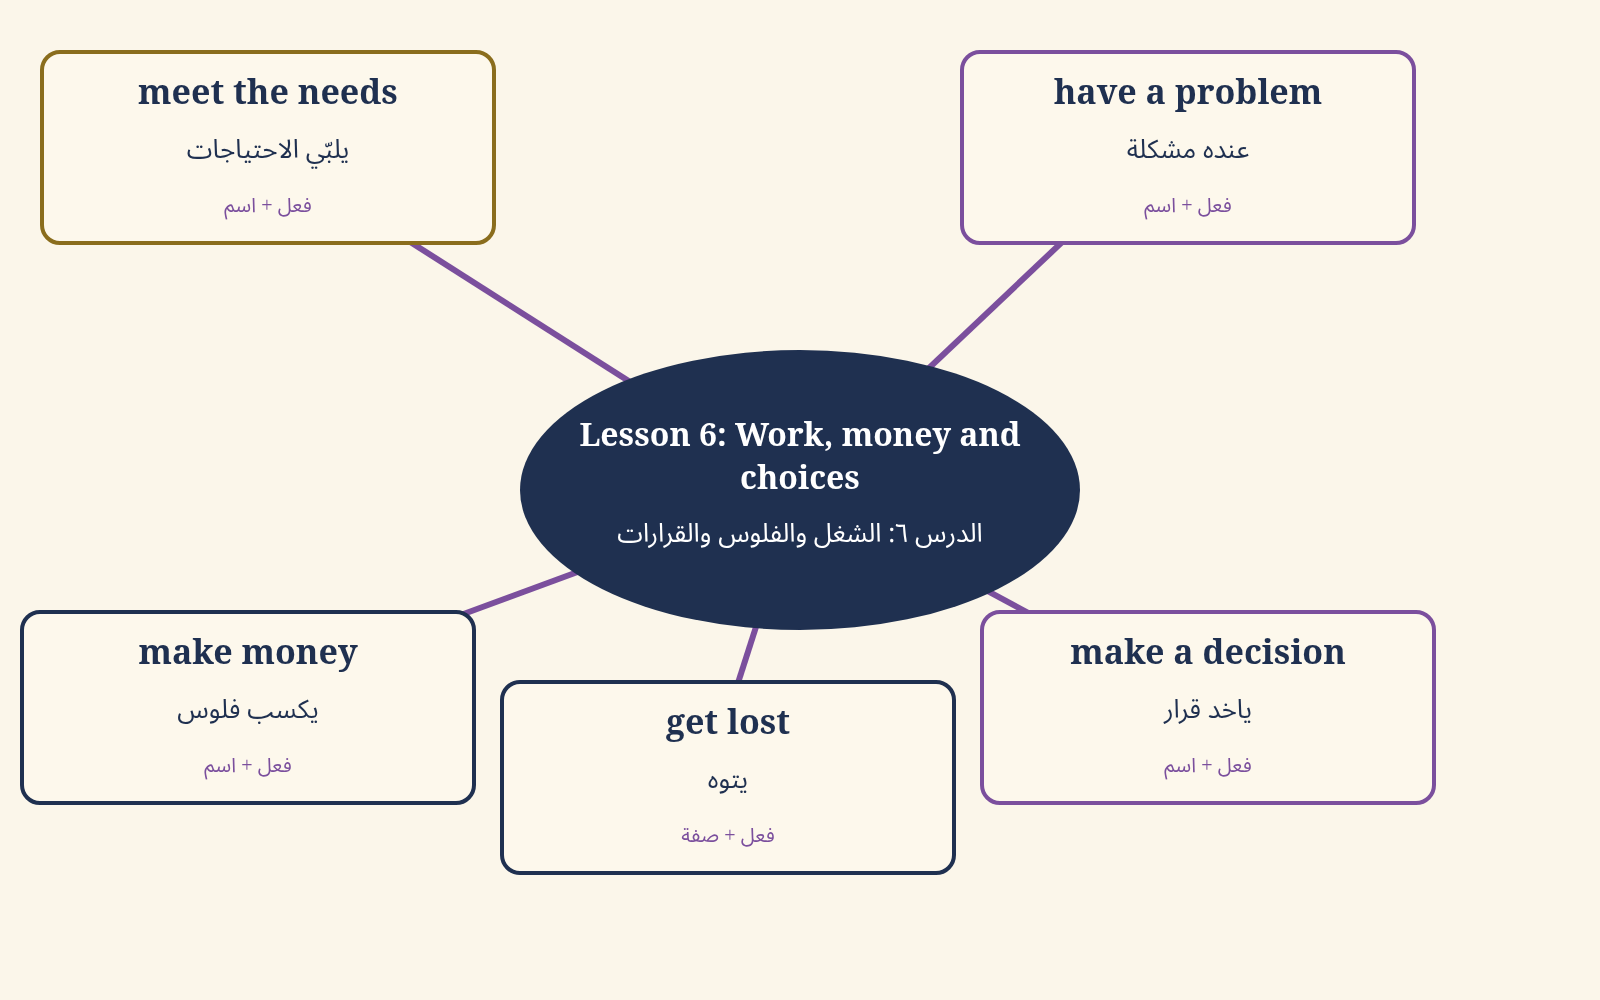 meet the needs
يلبّي الاحتياجات
فعل + اسم
have a problem
عنده مشكلة
فعل + اسم
Lesson 6: Work, money and
choices
الدرس ٦: الشغل والفلوس والقرارات
make money
يكسب فلوس
فعل + اسم
get lost
يتوه
فعل + صفة
make a decision
ياخد قرار
فعل + اسم